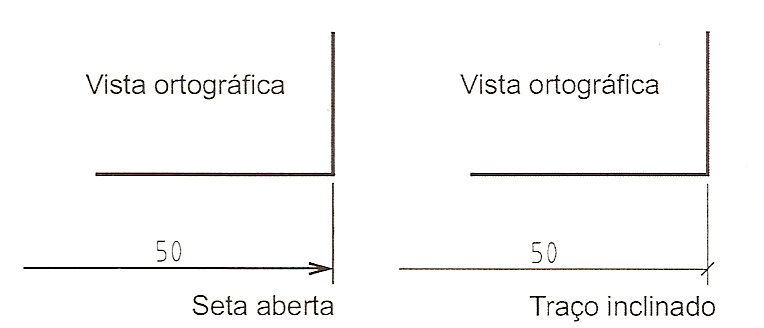 Vista ortográfica
50
Seta aberta
Vista ortográfica
50
Traço inclinado